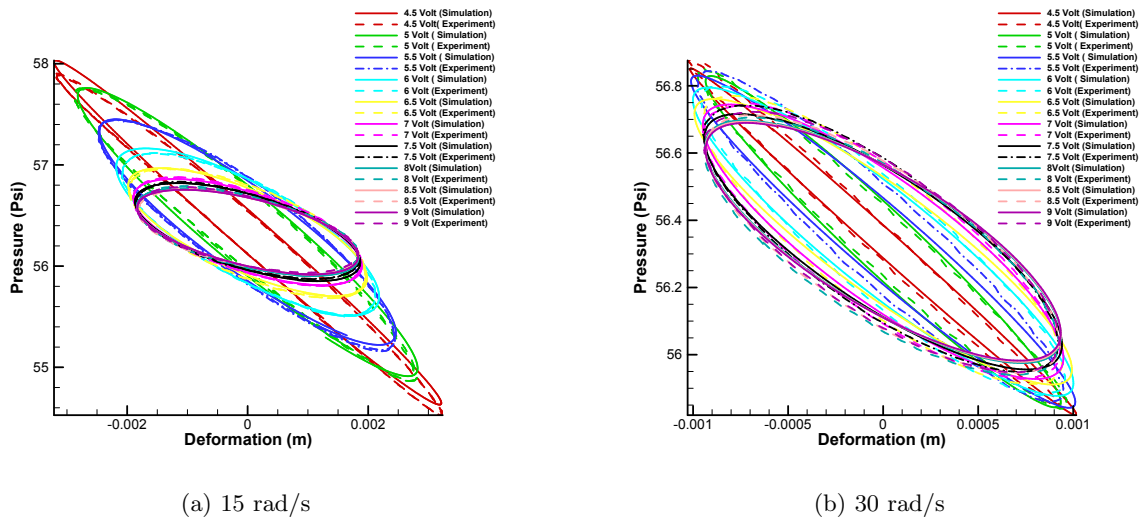 4.5 Volt (Simulation)
4.5 Volt( Experiment)
5 Volt ( Simulation)
5 Volt ( Experiment)
5.5 Volt (Simulation)
5.5 Volt (Experiment)
6 Volt ( Simulation)
6 Volt ( Experiment)
6.5 Volt (Simulation)
6.5 Volt (Experiment)
7 Volt (Simulation)
7 Volt ( Experiment)
7.5 Volt (Simulation)
7.5 Volt (Experiment)
8Volt (Simulation)
8 Volt ( Experiment)
8.5 Volt (Simulation)
8.5 Volt (Experiment)
9 Volt (Simulation)
9 Volt (Experiment)
58
57
56
55
Pressure (Psi)
-0.002
0
0.002
Deformation (m)
(a) 15 rad/s
4.5 Volt (Simulation)
4.5 Volt( Experiment)
5 Volt ( Simulation)
5 Volt ( Experiment)
5.5 Volt (Simulation)
5.5 Volt (Experiment)
6 Volt ( Simulation)
6 Volt ( Experiment)
6.5 Volt (Simulation)
6.5 Volt (Experiment)
7 Volt (Simulation)
7 Volt ( Experiment)
7.5 Volt (Simulation)
7.5 Volt (Experiment)
8Volt (Simulation)
8 Volt ( Experiment)
8.5 Volt (Simulation)
8.5 Volt (Experiment)
9 Volt (Simulation)
9 Volt (Experiment)
56.8
56.6
56.4
56.2
56
Pressure (Psi)
-0.001
-0.0005
0
0.0005
0.001
Deformation (m)
(b) 30 rad/s